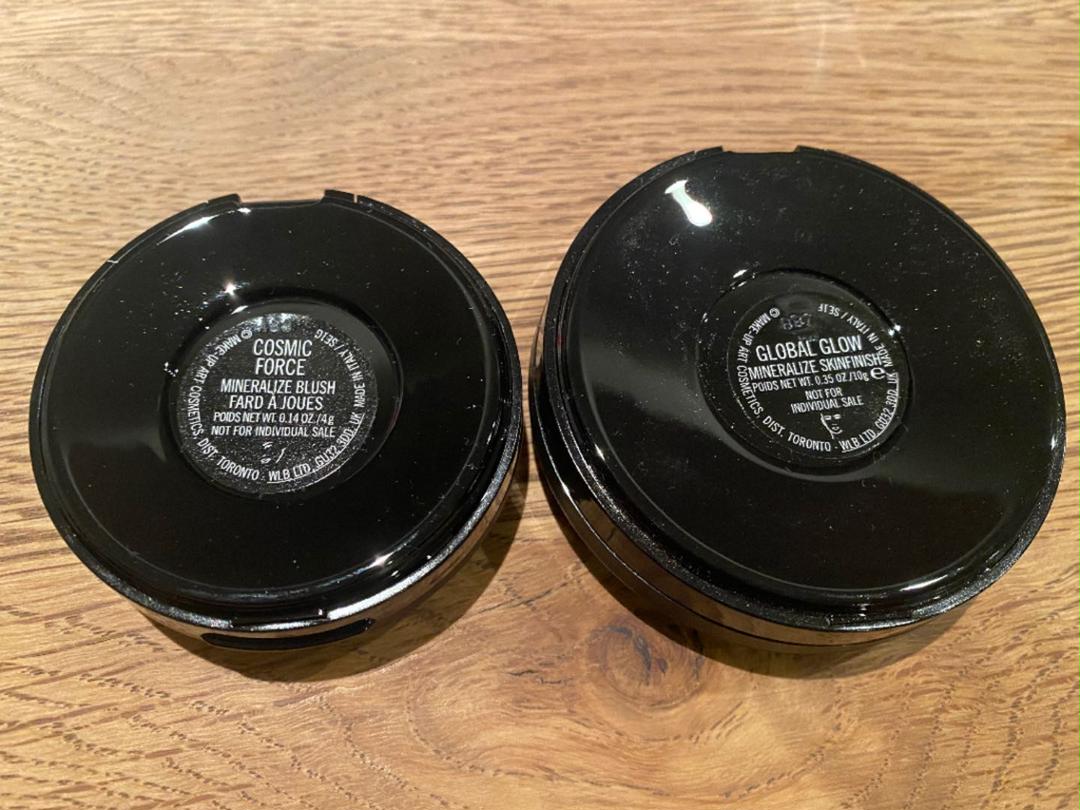 COSMIC
FORCE
MINERALIZE BLUSH
FARD À JOUES
POIDS NET WT. 0.14 OZ./4g
NOT FOR INDIVIDUAL SALE
© MAKE-UP ART COSMETICS, DIST. TORONTO - WLB LTD. GU12 3DD. UK MADE IN ITALY/SEIG
GLOBAL GLOW
MINERALIZE SKINFINISH
POIDS NET WT. 0.35 OZ./10g e
NOT FOR
INDIVIDUAL SALE
© MAKE-UP ART COSMETICS, DIST. TORONTO - WLB LTD. UK MADE IN ITALY / SEIF